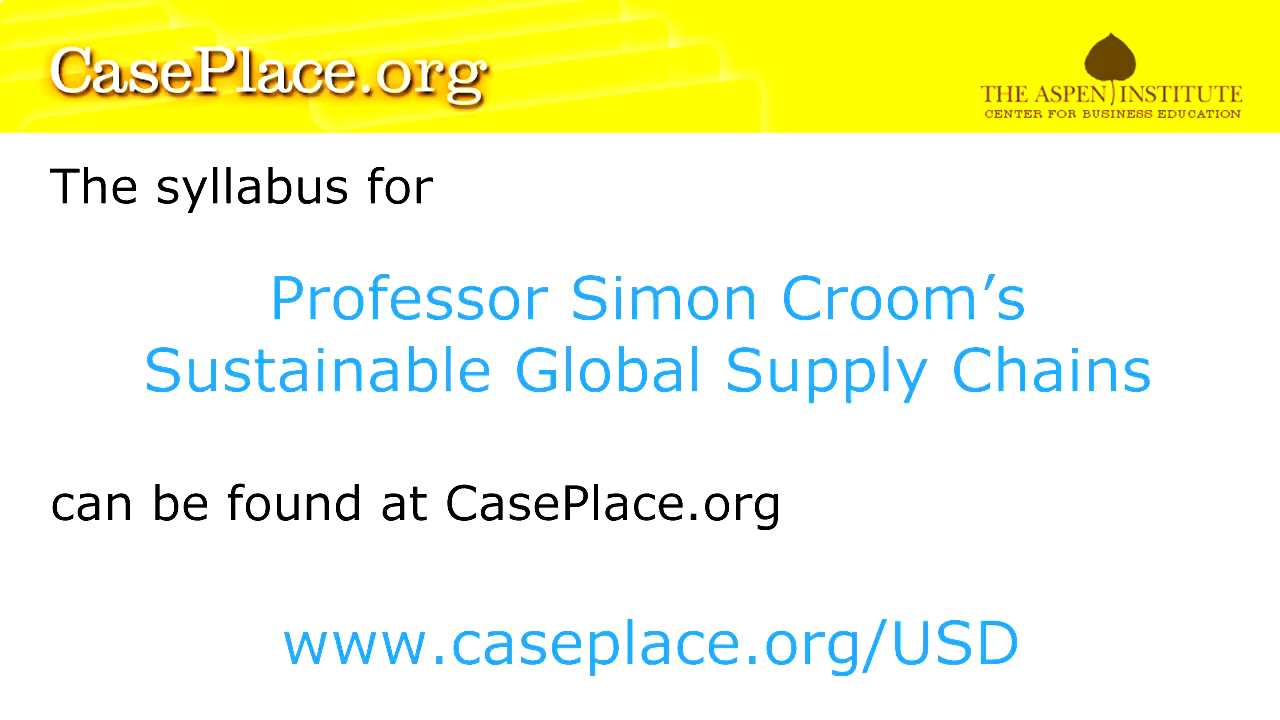 CasePlace.org
THE ASPEN INSTITUTE
CENTER FOR BUSINESS EDUCATION
The syllabus for
Professor Simon Croom’s
Sustainable Global Supply Chains
can be found at CasePlace.org
www.caseplace.org/USD